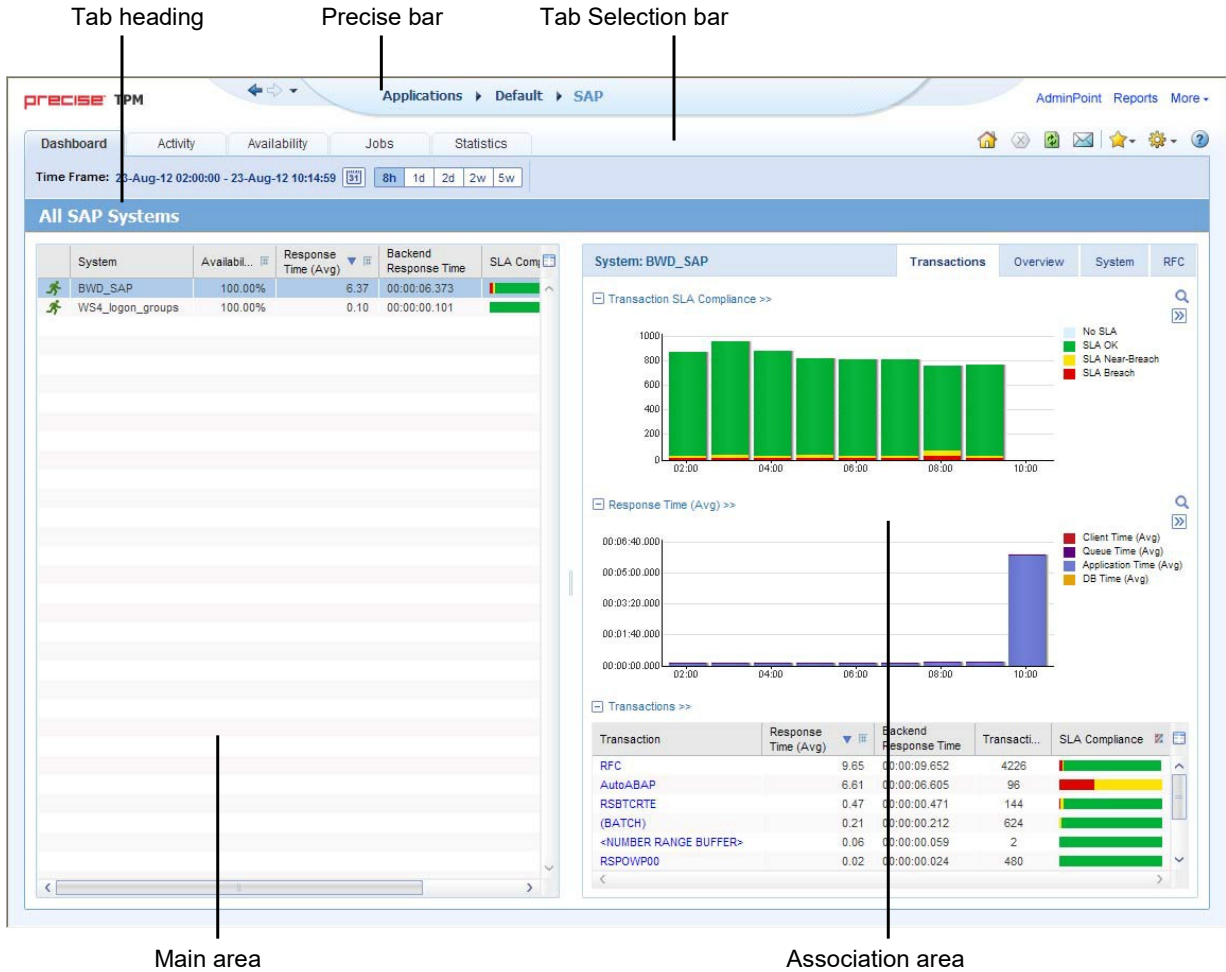 Tab heading
Precise bar
Tab Selection bar
precise TPM
Applications Default SAP
AdminPoint Reports More
Dashboard Activity Availability Jobs Statistics
Time Frame: 23-Aug-12 02:00:00 - 23-Aug-12 10:14:59 31 8h 1d 2d 2w 5w
All SAP Systems
System Availabil... Response Time (Avg) Backend Response Time SLA Com
BWD_SAP 100.00% 6.37 00:00:06.373
WS4_logon_groups 100.00% 0.10 00:00:00.101
System: BWD_SAP
Transactions Overview System RFC
Transaction SLA Compliance >>
1000
800
600
400
200
0
02:00 04:00 06:00 08:00 10:00
No SLA
SLA OK
SLA Near-Breach
SLA Breach
Response Time (Avg) >>
00:06:40.000
00:05:00.000
00:03:20.000
00:01:40.000
00:00:00.000
02:00 04:00 06:00 08:00 10:00
Client Time (Avg)
Queue Time (Avg)
Application Time (Avg)
DB Time (Avg)
Transactions >>
Transaction Response Time (Avg) Backend Response Time Transacti... SLA Compliance
RFC 9.65 00:00:09.652 4226
AutoABAP 6.61 00:00:06.605 96
RSBTCRTE 0.47 00:00:00.471 144
(BATCH) 0.21 00:00:00.212 624
<NUMBER RANGE BUFFER> 0.06 00:00:00.059 2
RSPOWP00 0.02 00:00:00.024 480
Main area
Association area